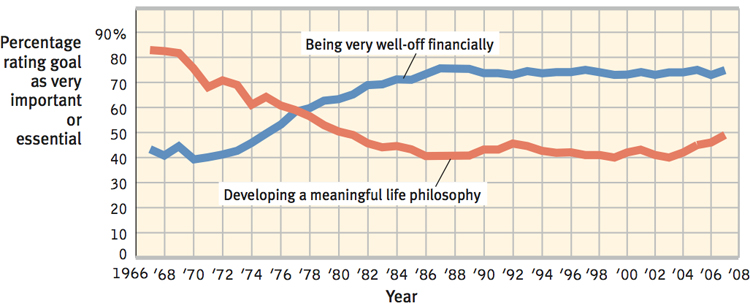 Percentage
rating goal
as very
important
or
essential
90%
80
70
60
50
40
30
20
10
0
Being very well-off financially
Developing a meaningful life philosophy
1966 ’68 ’70 ’72 ’74 ’76 ’78 ’80 ’82 ’84 ’86 ’88 ’90 ’92 ’94 ’96 ’98 ’00 ’02 ’04 ’06 ’08
Year